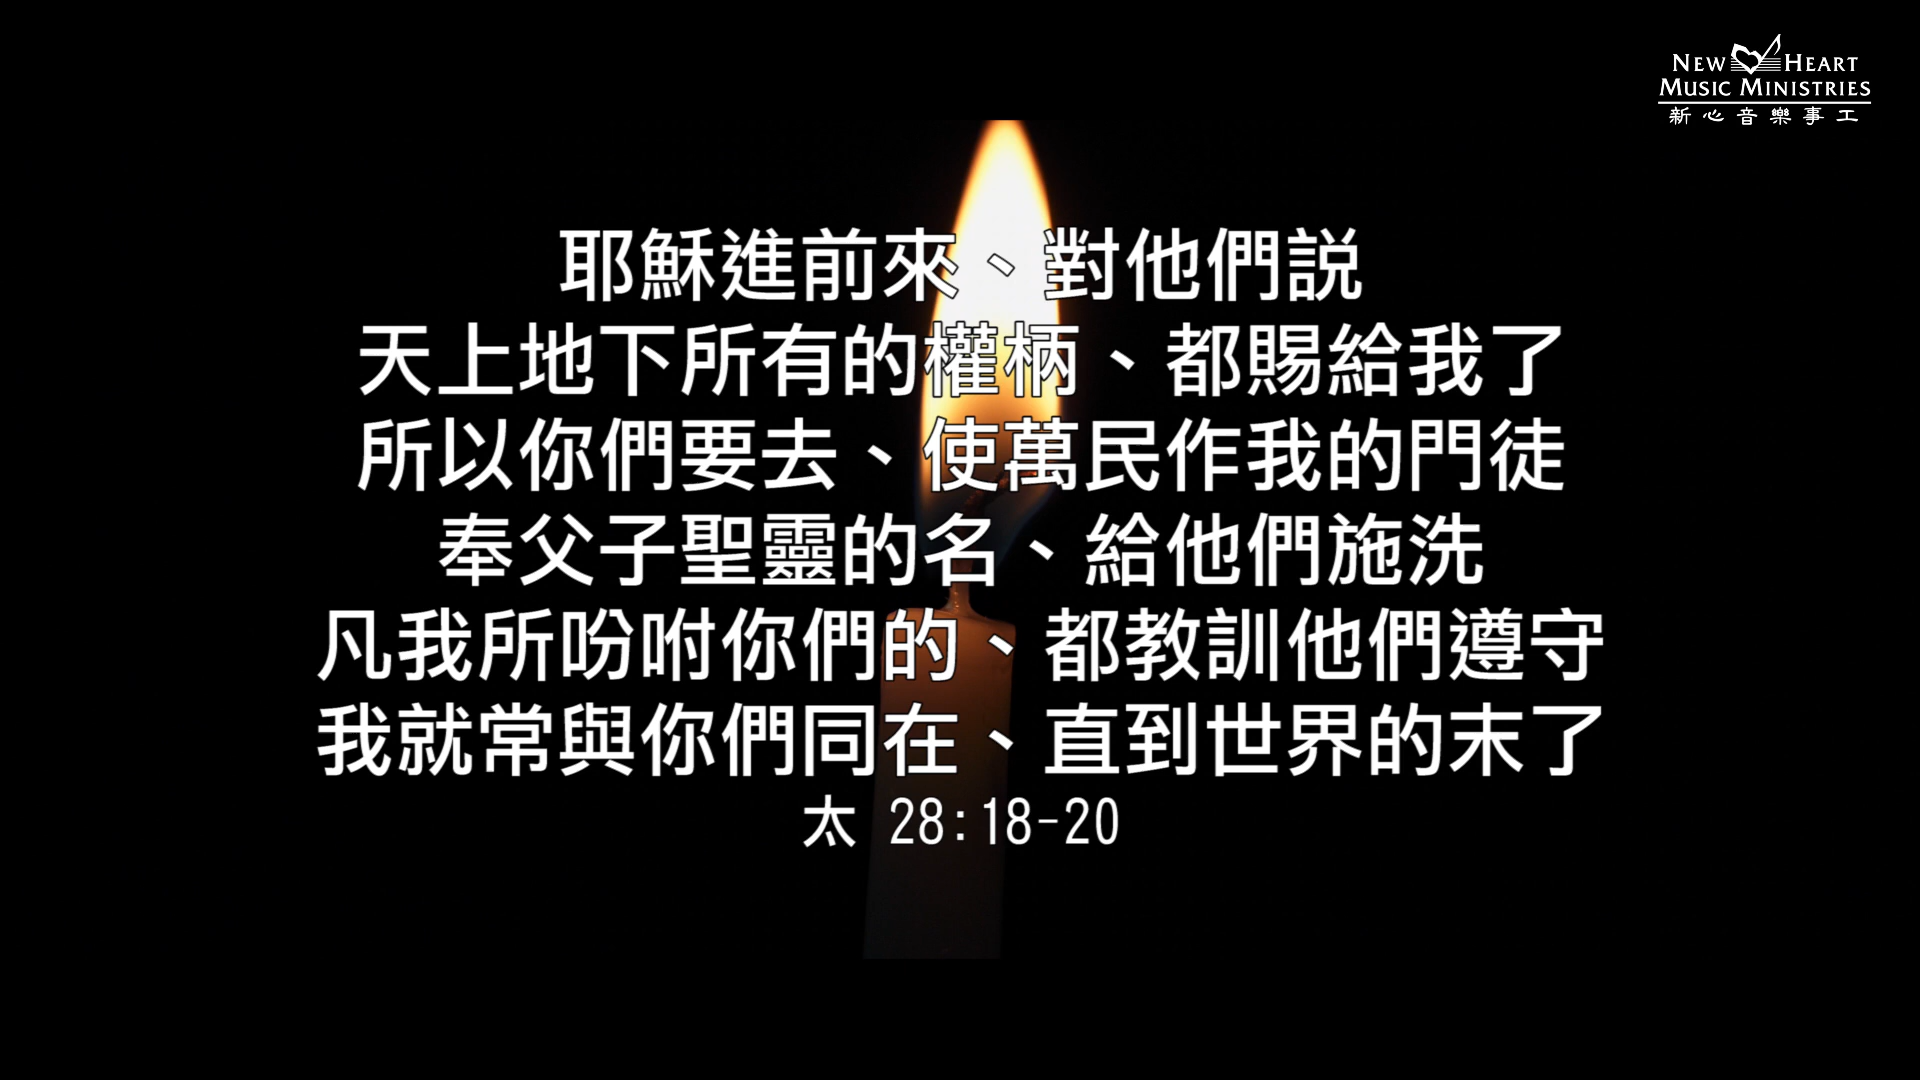 NEW HEART
MUSIC MINISTRIES
新心音樂事工
耶穌進前來、對他們説
天上地下所有的權柄、都賜給我了
所以你們要去、使萬民作我的門徒
奉父子聖靈的名、給他們施洗
凡我所吩咐你們的、都教訓他們遵守
我就常與你們同在、直到世界的末了
太 28:18-20